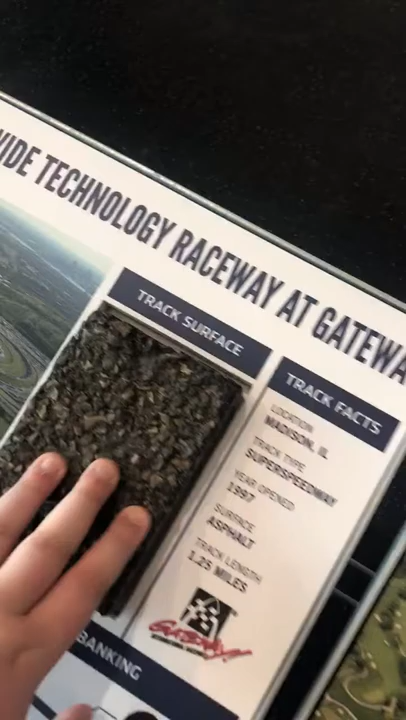 TECHNOLOGY RACEWAY AT
TRACK SURFACE
TRACK FACTS
LOCATION
MADISON, IL
TRACK TYPE
SUPERSPEEDWAY
YEAR OPENED
1997
SURFACE
ASPHALT
TRACK LENGTH
1.25 MILES
GATEWAY
BANKING